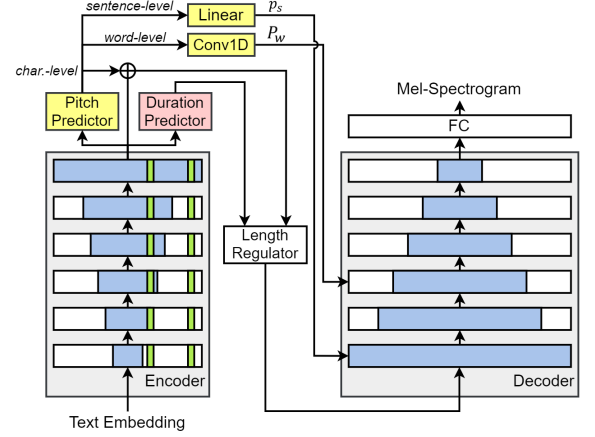 sentence-level
Linear
p_s
word-level
Conv1D
P_w
char.-level
Pitch
Predictor
Duration
Predictor
Mel-Spectrogram
FC
Length
Regulator
Encoder
Decoder
Text Embedding